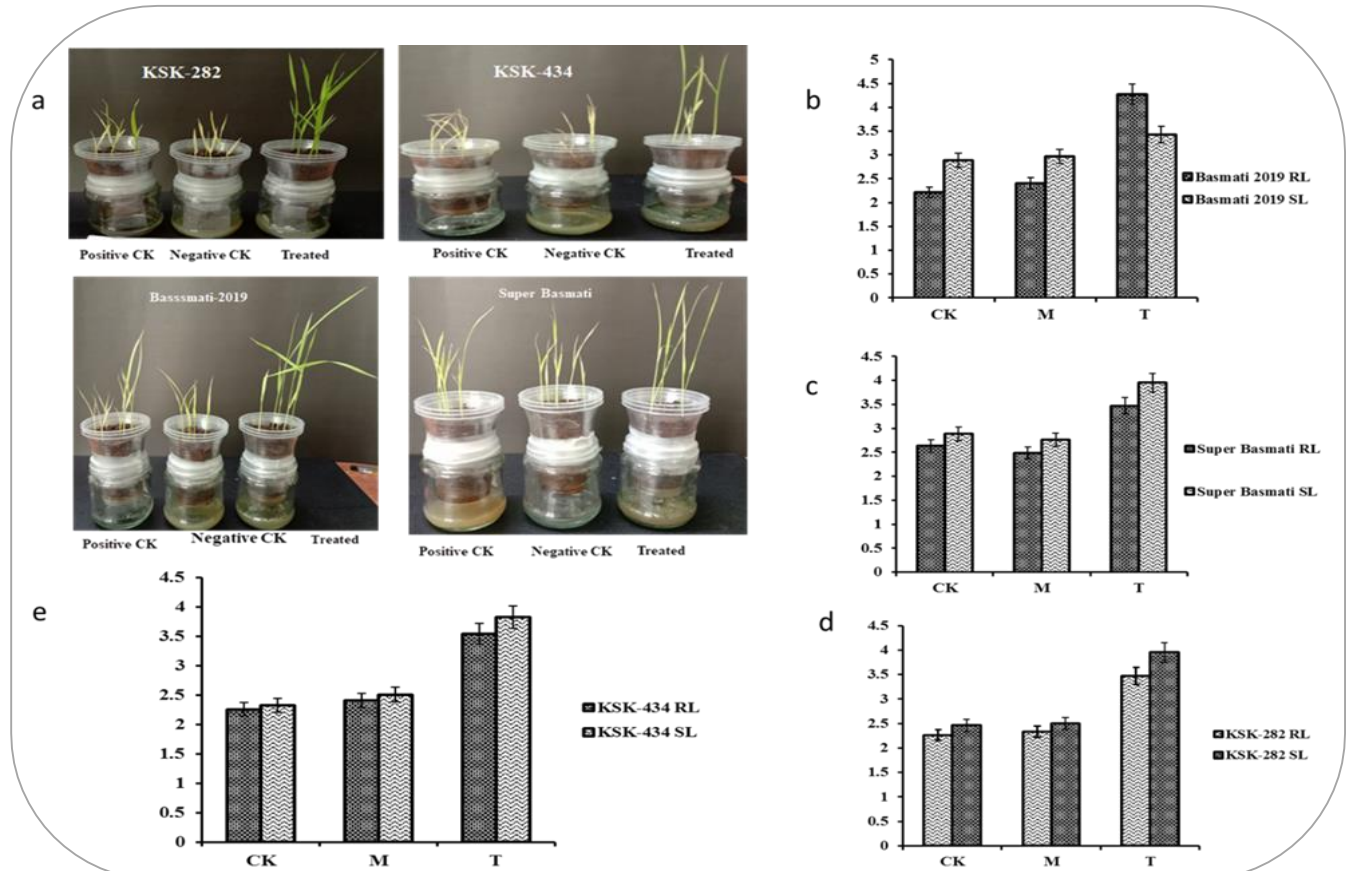 a
KSK-282
Positive CK Negative CK Treated
KSK-434
Positive CK Negative CK Treated
Basssmati-2019
Positive CK Negative CK Treated
Super Basmati
Positive CK Negative CK Treated
b
5
4.5
4
3.5
3
2.5
2
1.5
1
0.5
0
CK M T
Basmati 2019 RL
Basmati 2019 SL
c
4.5
4
3.5
3
2.5
2
1.5
1
0.5
0
CK M T
Super Basmati RL
Super Basmati SL
e
4.5
4
3.5
3
2.5
2
1.5
1
0.5
0
CK M T
KSK-434 RL
KSK-434 SL
d
4.5
4
3.5
3
2.5
2
1.5
1
0.5
0
CK M T
KSK-282 RL
KSK-282 SL